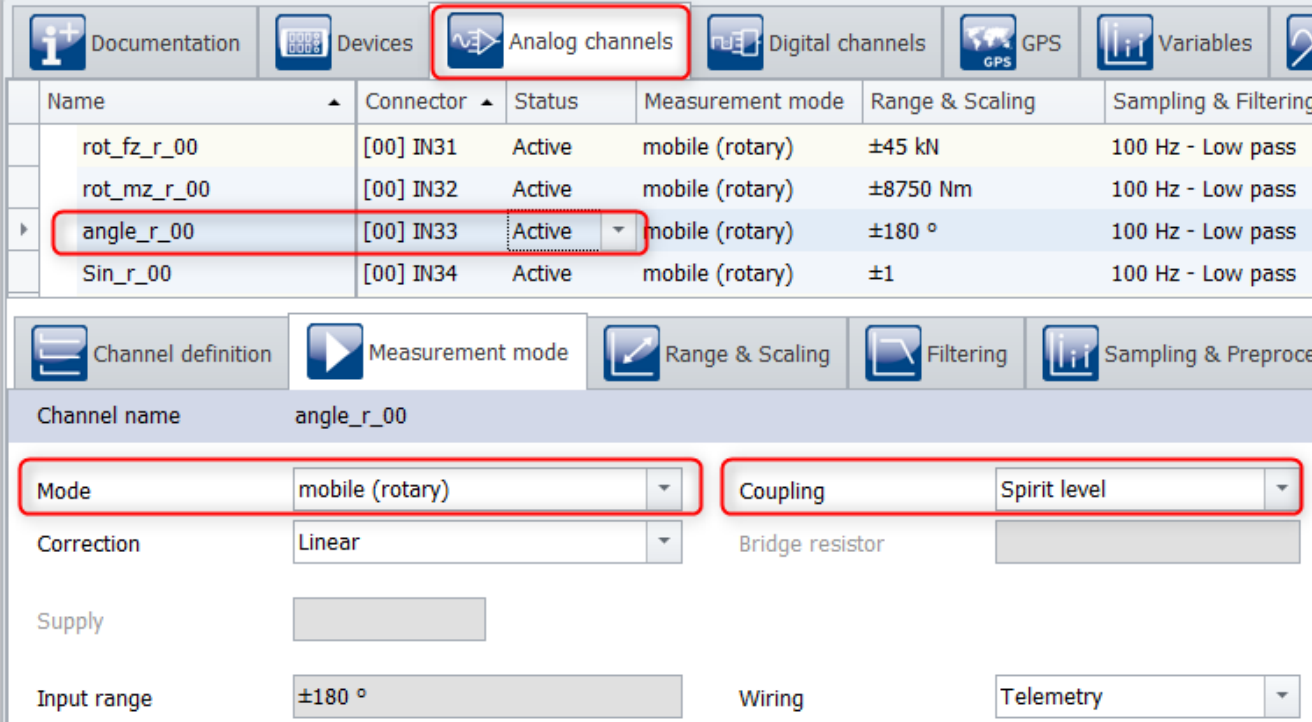 Documentation Devices Analog channels Digital channels GPS GPS Variables
Name Connector Status Measurement mode Range & Scaling Sampling & Filtering
rot_fz_r_00 [00] IN31 Active mobile (rotary) ±45 kN 100 Hz - Low pass
rot_mz_r_00 [00] IN32 Active mobile (rotary) ±8750 Nm 100 Hz - Low pass
angle_r_00 [00] IN33 Active mobile (rotary) ±180 ° 100 Hz - Low pass
Sin_r_00 [00] IN34 Active mobile (rotary) ±1 100 Hz - Low pass
Channel definition Measurement mode Range & Scaling Filtering Sampling & Preproce
Channel name angle_r_00
Mode mobile (rotary) Coupling Spirit level
Correction Linear Bridge resistor
Supply
Input range ±180 ° Wiring Telemetry